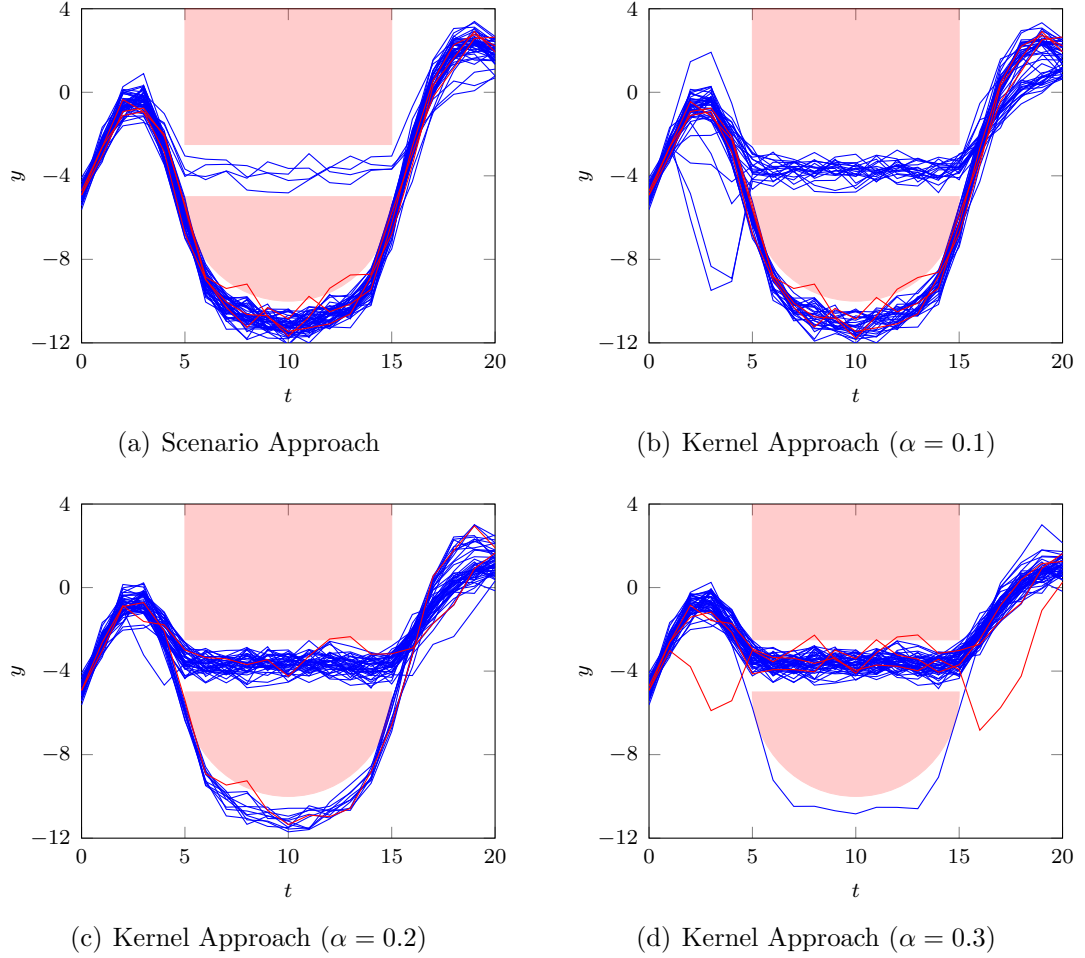 4
0
−4
−8
−12
y
0 5 10 15 20
t
(a) Scenario Approach
4
0
−4
−8
−12
y
0 5 10 15 20
t
(b) Kernel Approach (α = 0.1)
4
0
−4
−8
−12
y
0 5 10 15 20
t
(c) Kernel Approach (α = 0.2)
4
0
−4
−8
−12
y
0 5 10 15 20
t
(d) Kernel Approach (α = 0.3)